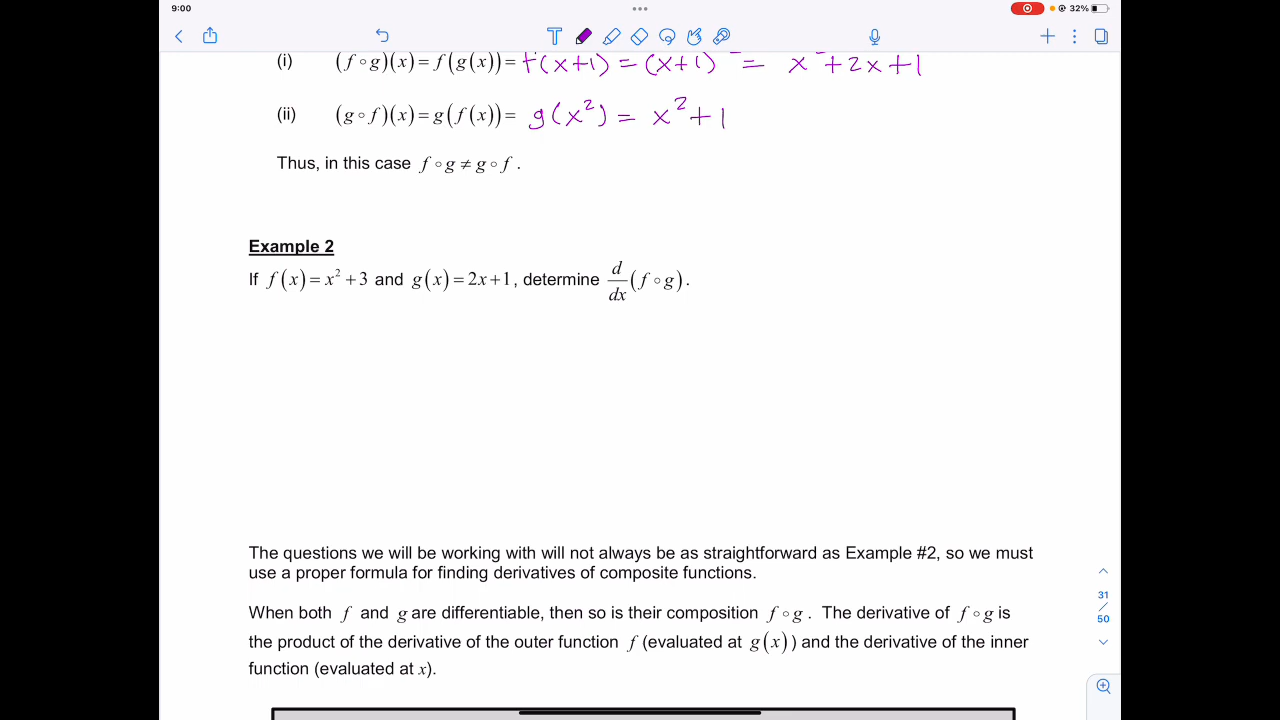 9:00
32%
(i) (f∘g)(x) = f(g(x)) = f(x+1) = (x+1)² = x²+2x+1
(ii) (g∘f)(x) = g(f(x)) = g(x²) = x²+1
Thus, in this case f∘g ≠ g∘f .
Example 2
If f(x) = x² + 3 and g(x) = 2x+1, determine d/dx (f∘g).
The questions we will be working with will not always be as straightforward as Example #2, so we must
use a proper formula for finding derivatives of composite functions.
When both f and g are differentiable, then so is their composition f∘g . The derivative of f∘g is
the product of the derivative of the outer function f (evaluated at g(x)) and the derivative of the inner
function (evaluated at x).
31
/
50